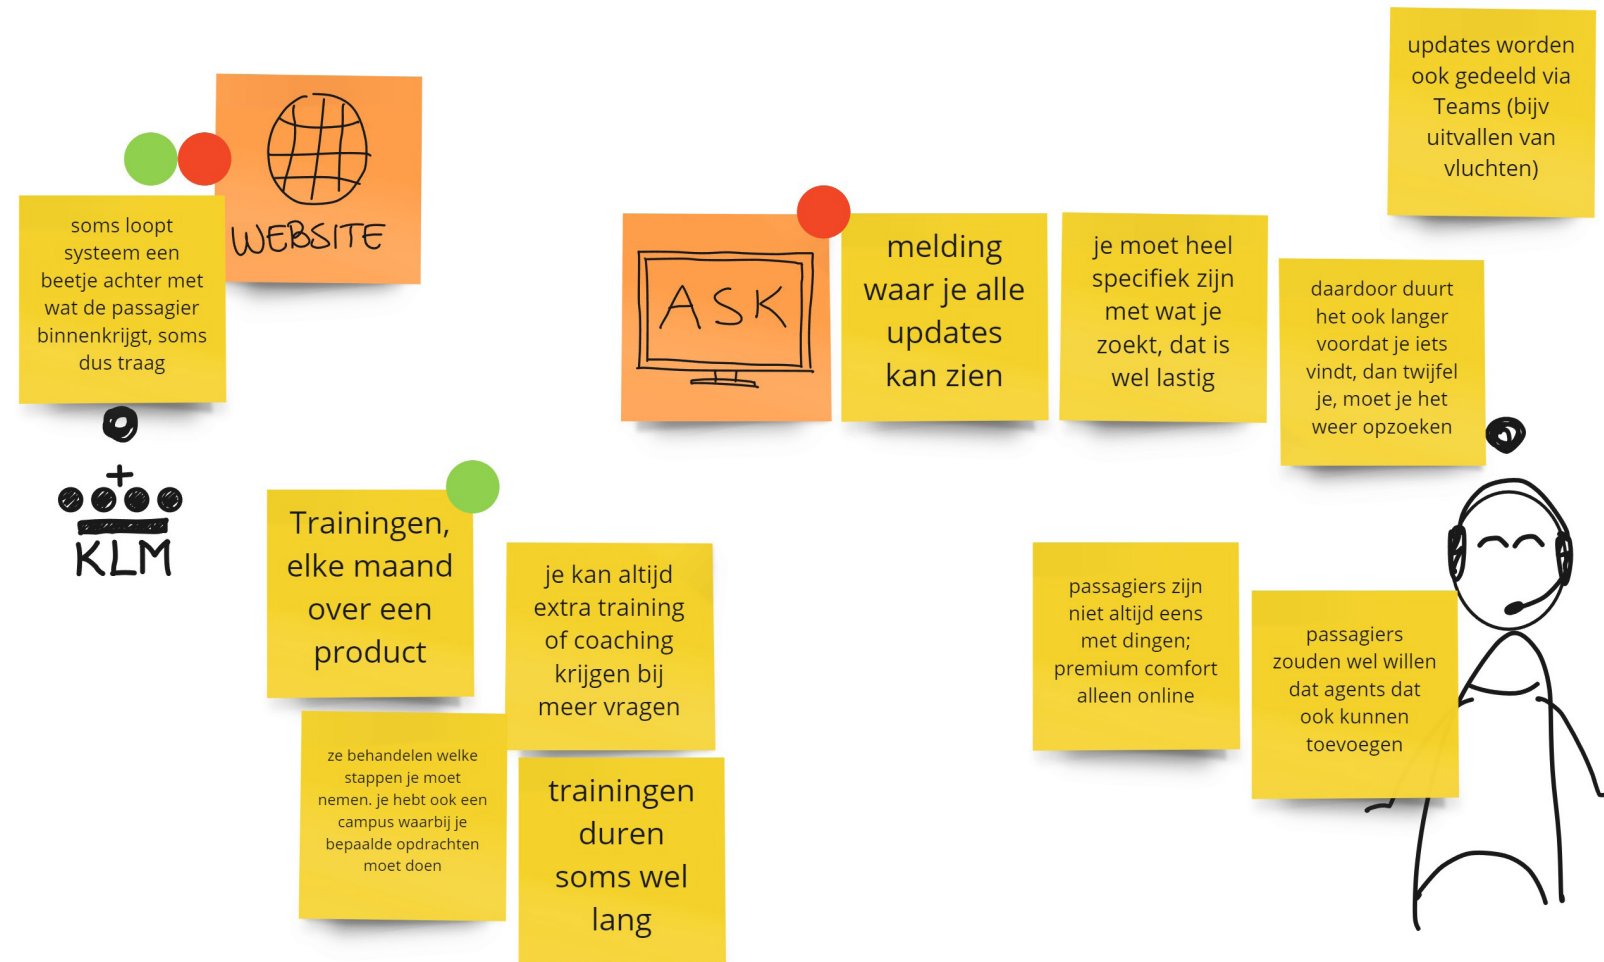 updates worden
ook gedeeld via
Teams (bijv
uitvallen van
vluchten)
WEBSITE
soms loopt
systeem een
beetje achter met
wat de passagier
binnenkrijgt, soms
dus traag
ASK
melding
waar je alle
updates
kan zien
je moet heel
specifiek zijn
met wat je
zoekt, dat is
wel lastig
daardoor duurt
het ook langer
voordat je iets
vindt, dan twijfel
je, moet je het
weer opzoeken
KLM
Trainingen,
elke maand
over een
product
je kan altijd
extra training
of coaching
krijgen bij
meer vragen
ze behandelen welke
stappen je moet
nemen. je hebt ook een
campus waarbij je
bepaalde opdrachten
moet doen
trainingen
duren
soms wel
lang
passagiers zijn
niet altijd eens
met dingen;
premium comfort
alleen online
passagiers
zouden wel willen
dat agents dat
ook kunnen
toevoegen